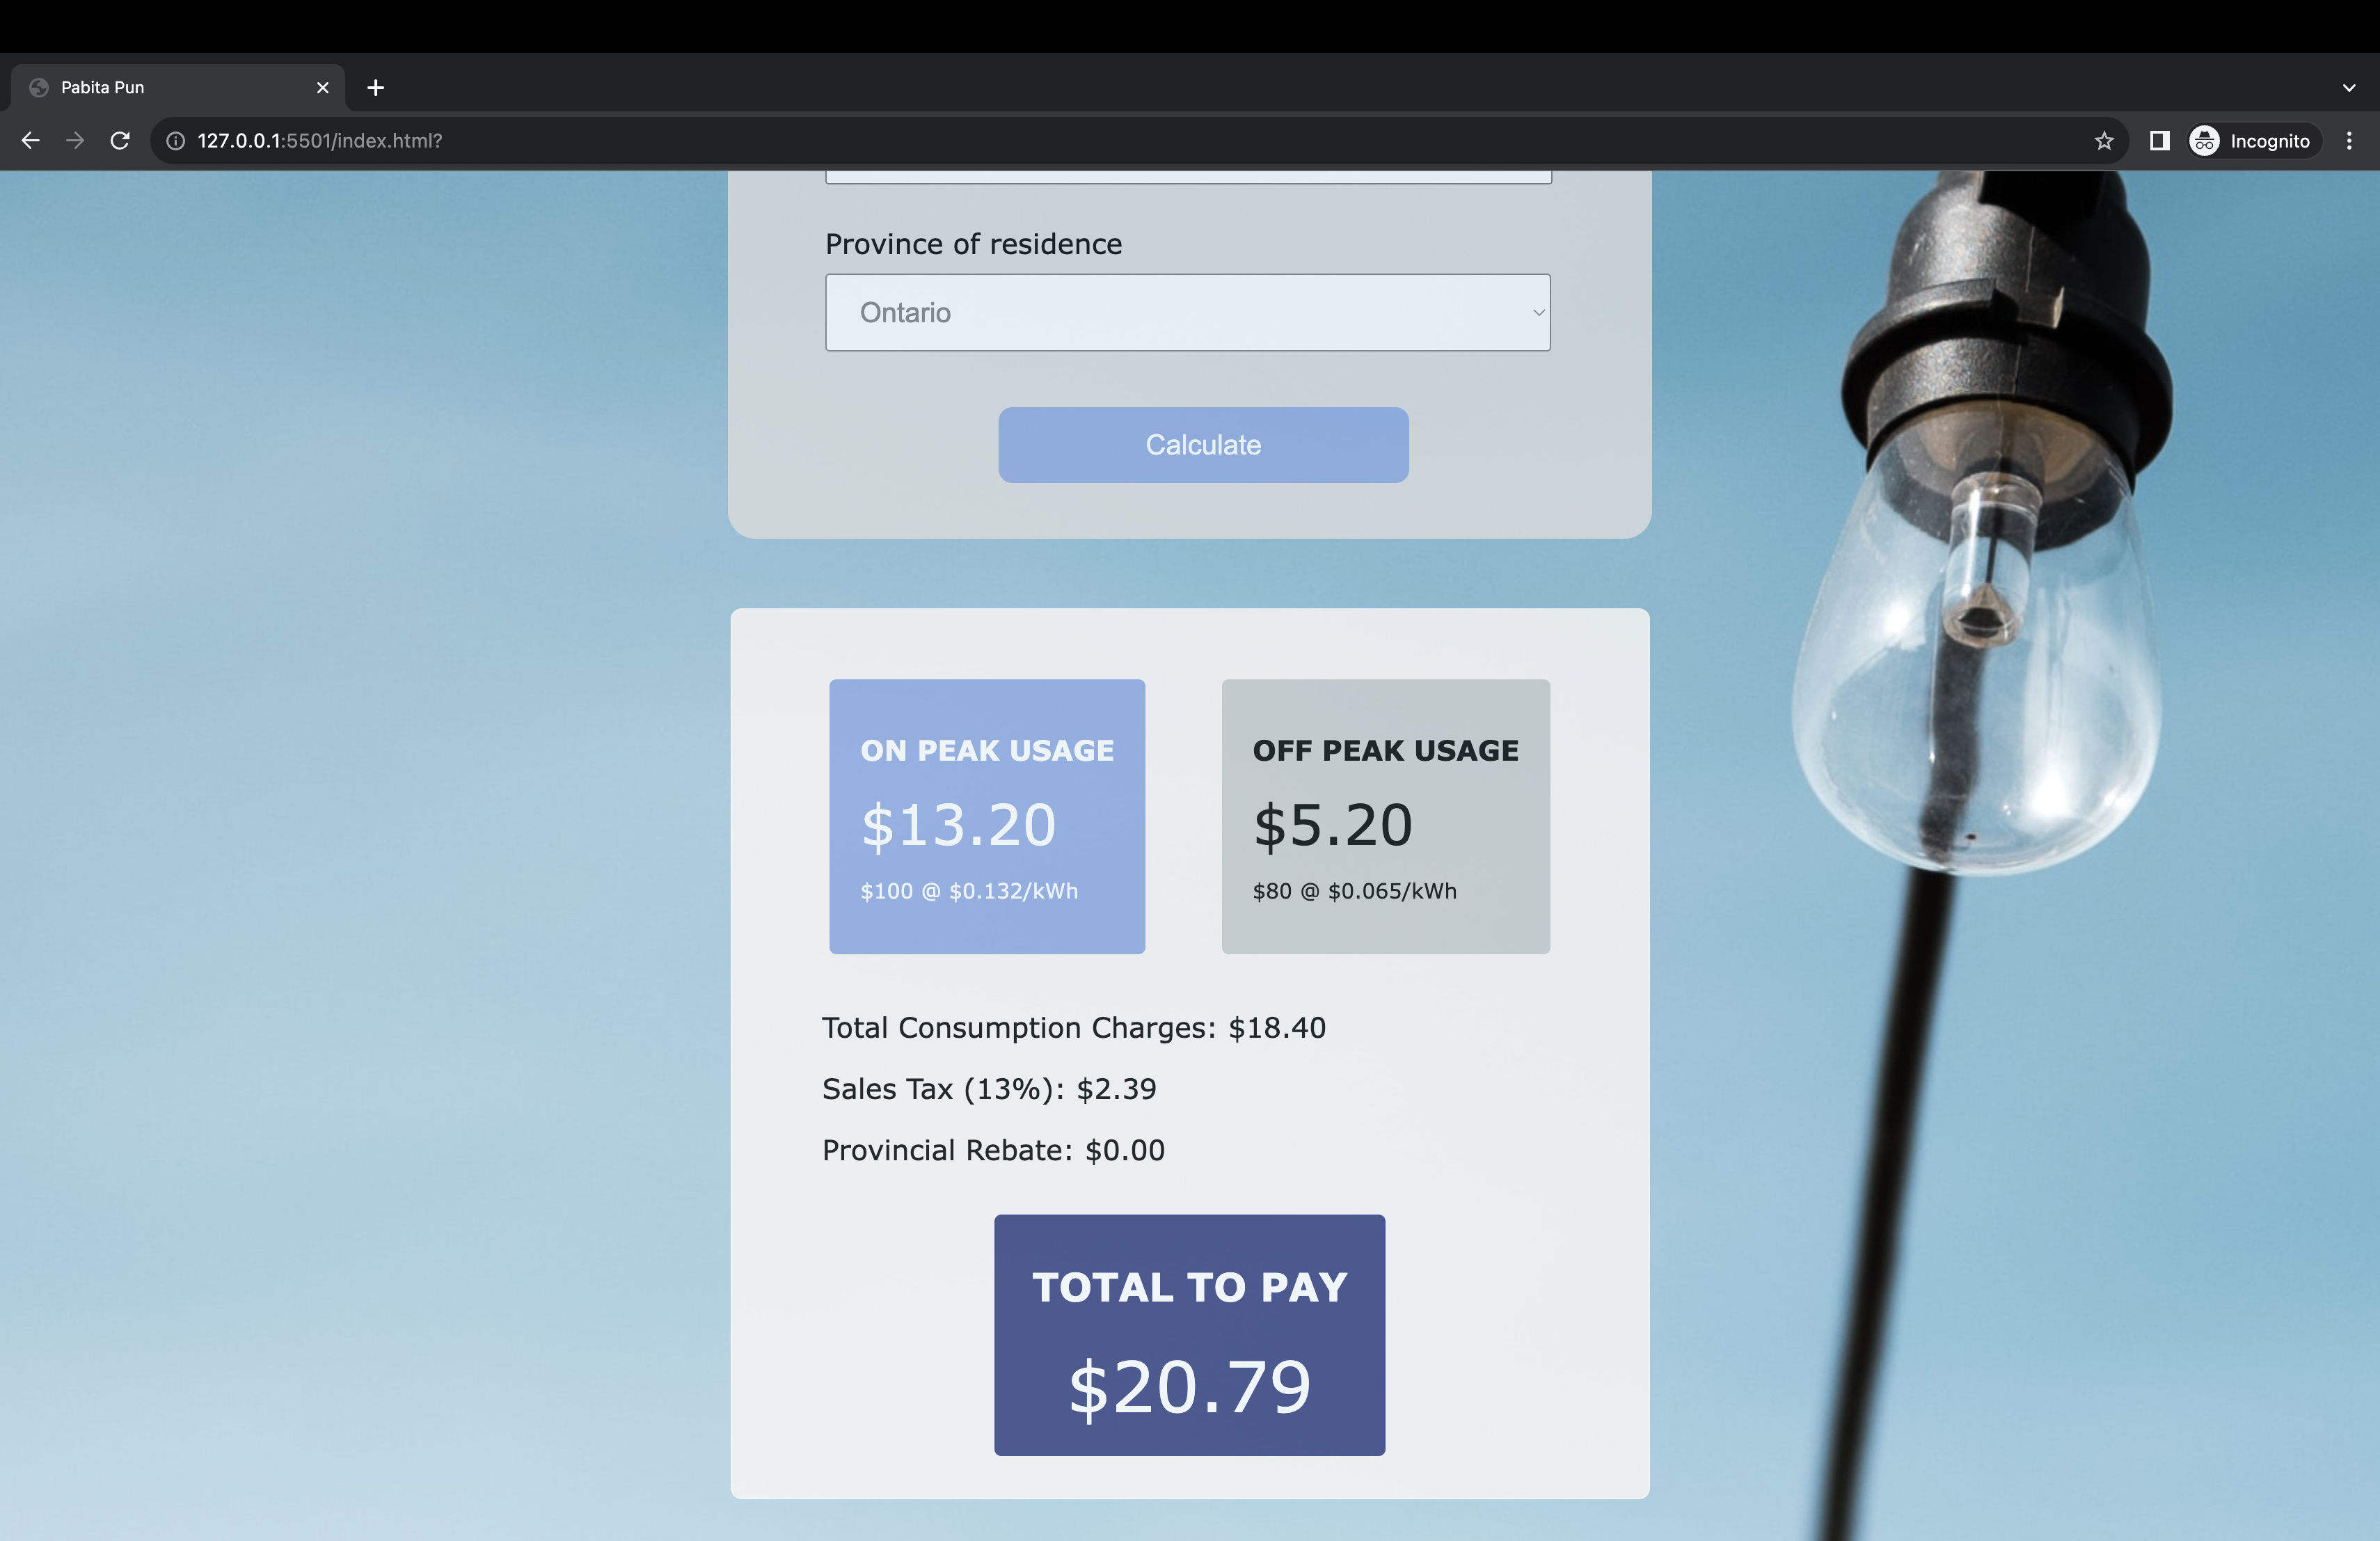 Pabita Pun
127.0.0.1:5501/index.html?
Incognito
Province of residence
Ontario
Calculate
ON PEAK USAGE
$13.20
$100 @ $0.132/kWh
OFF PEAK USAGE
$5.20
$80 @ $0.065/kWh
Total Consumption Charges: $18.40
Sales Tax (13%): $2.39
Provincial Rebate: $0.00
TOTAL TO PAY
$20.79